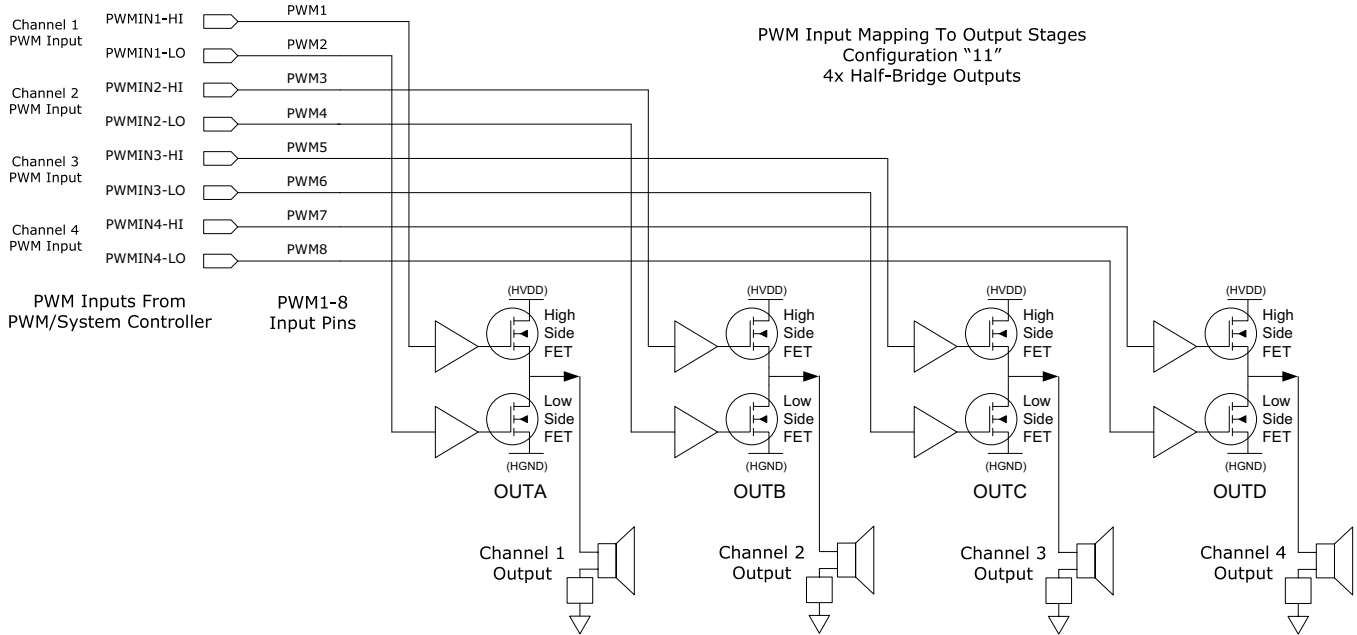 PWM Input Mapping To Output Stages
Configuration “11”
4x Half-Bridge Outputs
Channel 1
PWM Input
PWMIN1-HI
PWM1
PWMIN1-LO
PWM2
Channel 2
PWM Input
PWMIN2-HI
PWM3
PWMIN2-LO
PWM4
Channel 3
PWM Input
PWMIN3-HI
PWM5
PWMIN3-LO
PWM6
Channel 4
PWM Input
PWMIN4-HI
PWM7
PWMIN4-LO
PWM8
PWM Inputs From
PWM/System Controller
PWM1-8
Input Pins
(HVDD)
High
Side
FET
Low
Side
FET
(HGND)
OUTA
Channel 1
Output
(HVDD)
High
Side
FET
Low
Side
FET
(HGND)
OUTB
Channel 2
Output
(HVDD)
High
Side
FET
Low
Side
FET
(HGND)
OUTC
Channel 3
Output
(HVDD)
High
Side
FET
Low
Side
FET
(HGND)
OUTD
Channel 4
Output